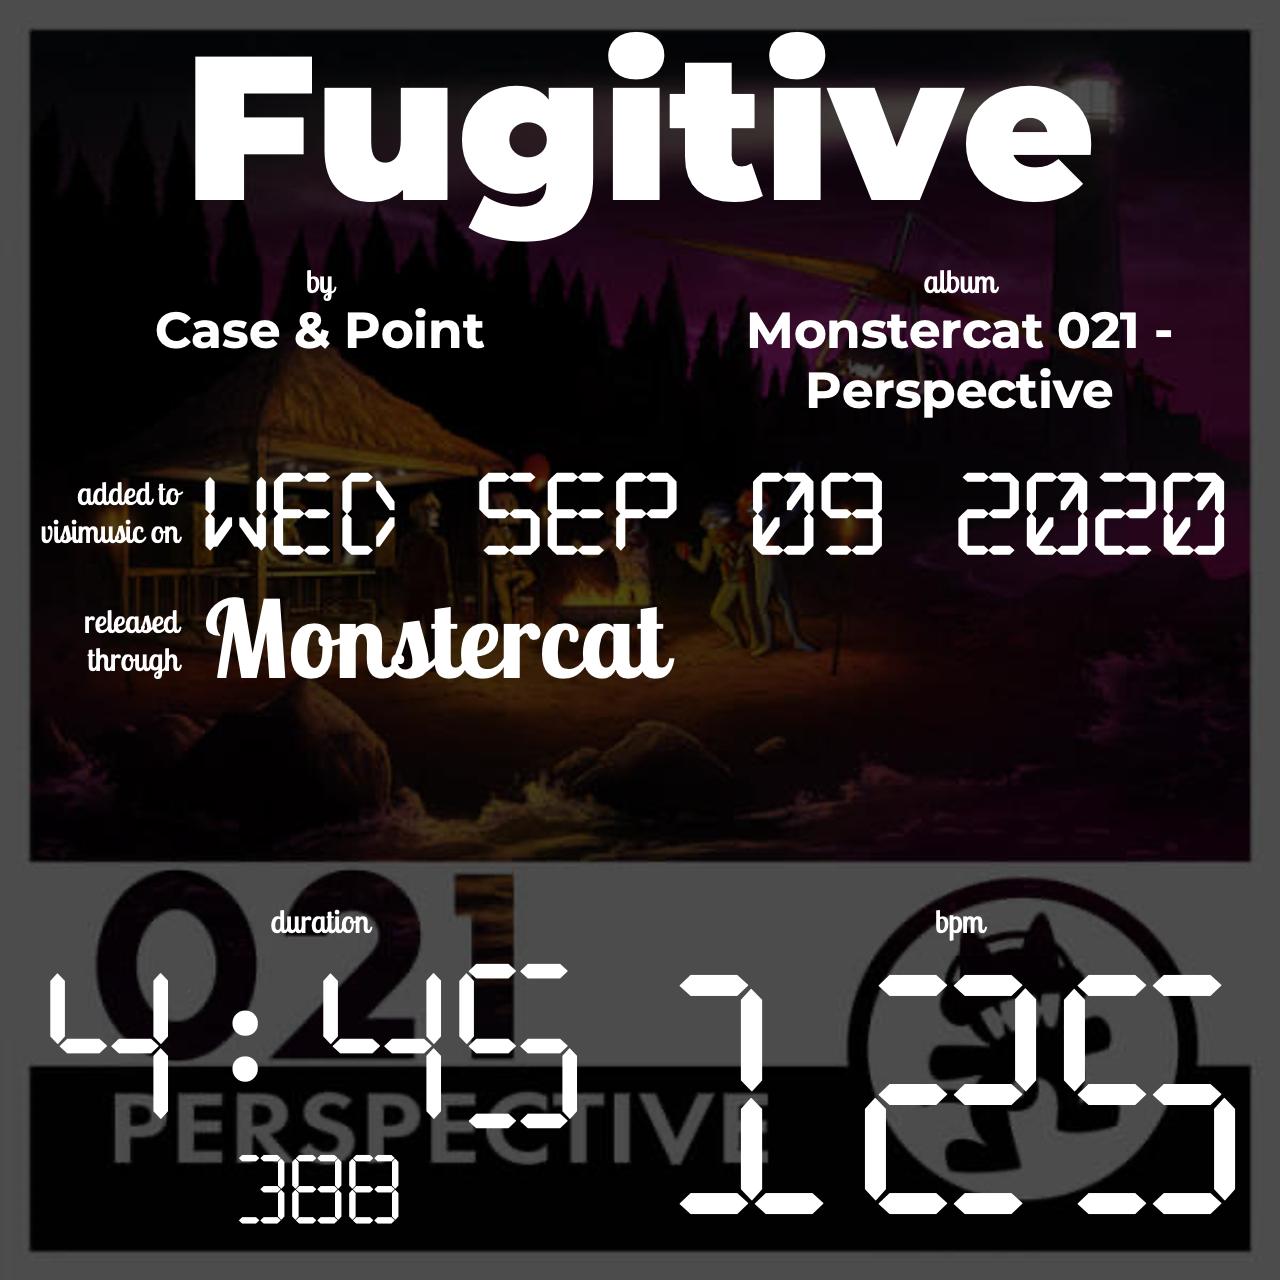 Fugitive
by
Case & Point
album
Monstercat 021 -
Perspective
added to
visimusic on
WED SEP 09 2020
released
through
Monstercat
021
PERSPECTIVE
duration
4:45
388
bpm
125